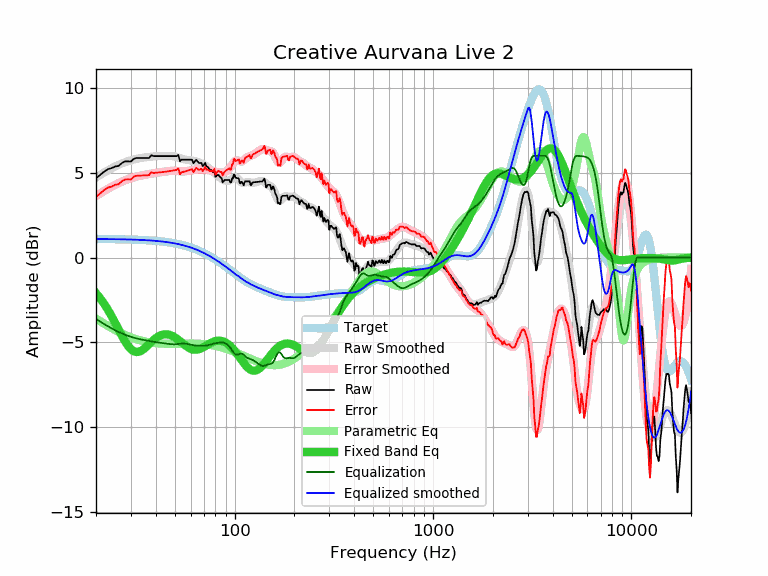 Creative Aurvana Live 2
10
5
0
−5
−10
−15
Amplitude (dBr)
Target
Raw Smoothed
Error Smoothed
Raw
Error
Parametric Eq
Fixed Band Eq
Equalization
Equalized smoothed
100 1000 10000
Frequency (Hz)